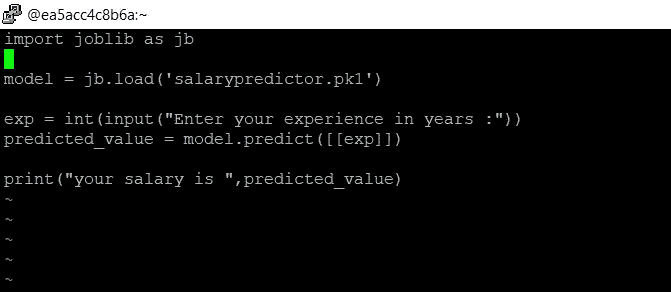 @ea5acc4c8b6a:~
import joblib as jb
model = jb.load('salarypredictor.pk1')
exp = int(input("Enter your experience in years :"))
predicted_value = model.predict([[exp]])
print("your salary is ",predicted_value)
~
~
~
~
~